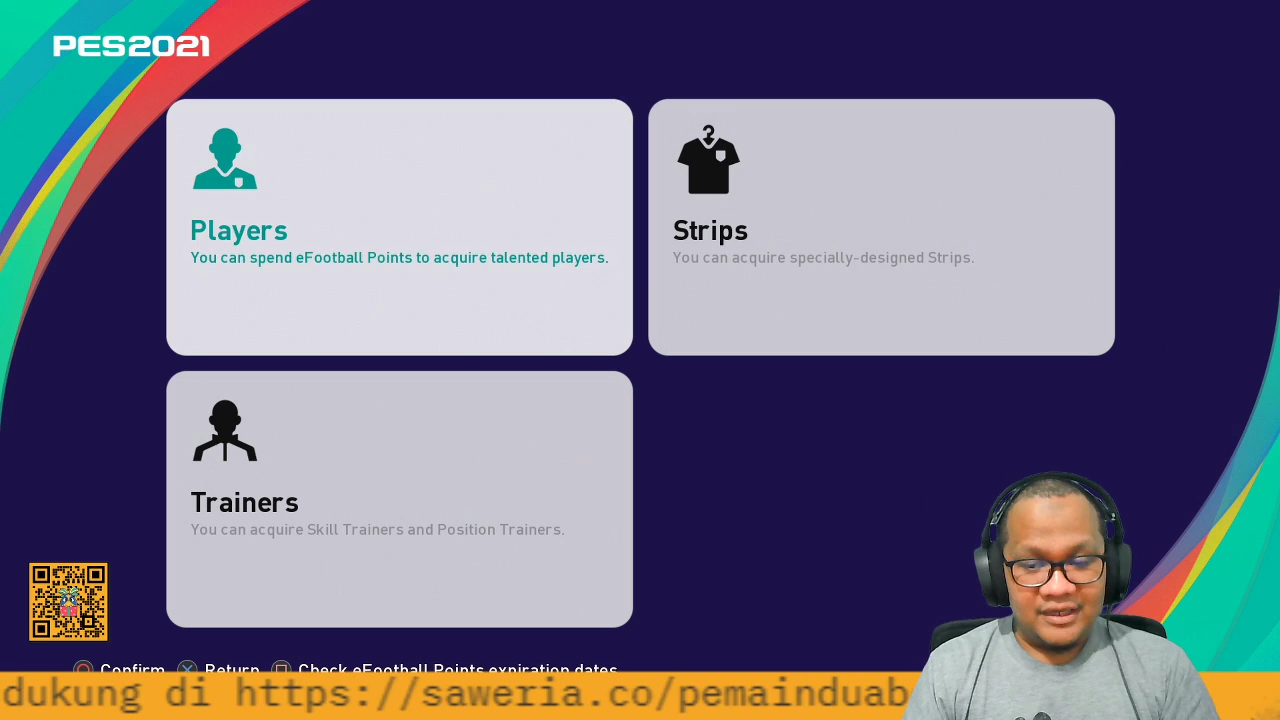 PES2021
Players
You can spend eFootball Points to acquire talented players.
Strips
You can acquire specially-designed Strips.
Trainers
You can acquire Skill Trainers and Position Trainers.
Confirm Return Check eFootball Points expiration dates
dukung di https://saweria.co/pemainduab